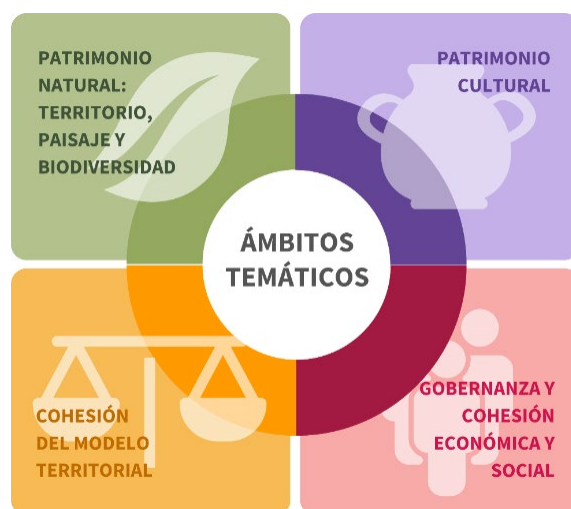 PATRIMONIO
NATURAL:
TERRITORIO,
PAISAJE Y
BIODIVERSIDAD
PATRIMONIO
CULTURAL
ÁMBITOS
TEMÁTICOS
COHESIÓN
DEL MODELO
TERRITORIAL
GOBERNANZA Y
COHESIÓN
ECONÓMICA Y
SOCIAL